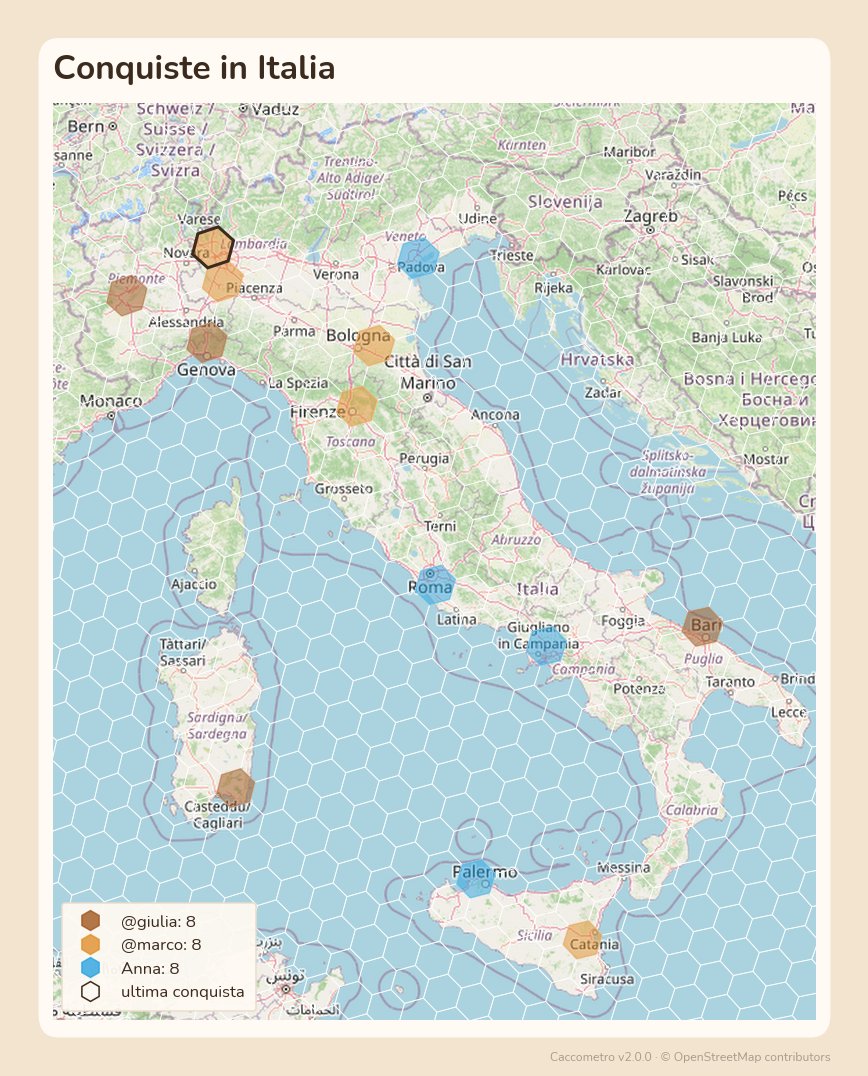 Conquiste in Italia
Schweiz /
Suisse /
Svizzera /
Svizra
Vaduz
Bern
Trentino-
Alto Adige/
Südtirol
Kärnten
Maribor
Varaždin
Pécs
Slovenija
Zagreb
Udine
Varese
Novara
Lombardia
Veneto
Padova
Trieste
Verona
Rijeka
Karlovac
Sisak
Slavonski
Brod
Piemonte
Piacenza
Alessandria
Parma
Bologna
Banja Luka
Genova
La Spezia
Città di San
Marino
Hrvatska
Zadar
Bosna i Herceg
Босна и
Херцегови
Monaco
Firenze
Toscana
Ancona
Perugia
Splitsko-
dalmatinska
županija
Mostar
Grosseto
Terni
Abruzzo
Ajaccio
Roma
Italia
Latina
Giugliano
in Campania
Campania
Foggia
Bari
Puglia
Taranto
Brind
Potenza
Lecce
Tàttari/
Sassari
Sardigna/
Sardegna
Casteddu/
Cagliari
Calabria
Messina
Palermo
Sicilia
Catania
Siracusa
@giulia: 8
@marco: 8
Anna: 8
ultima conquista
تونس
الحمامات
Caccometro v2.0.0 · © OpenStreetMap contributors